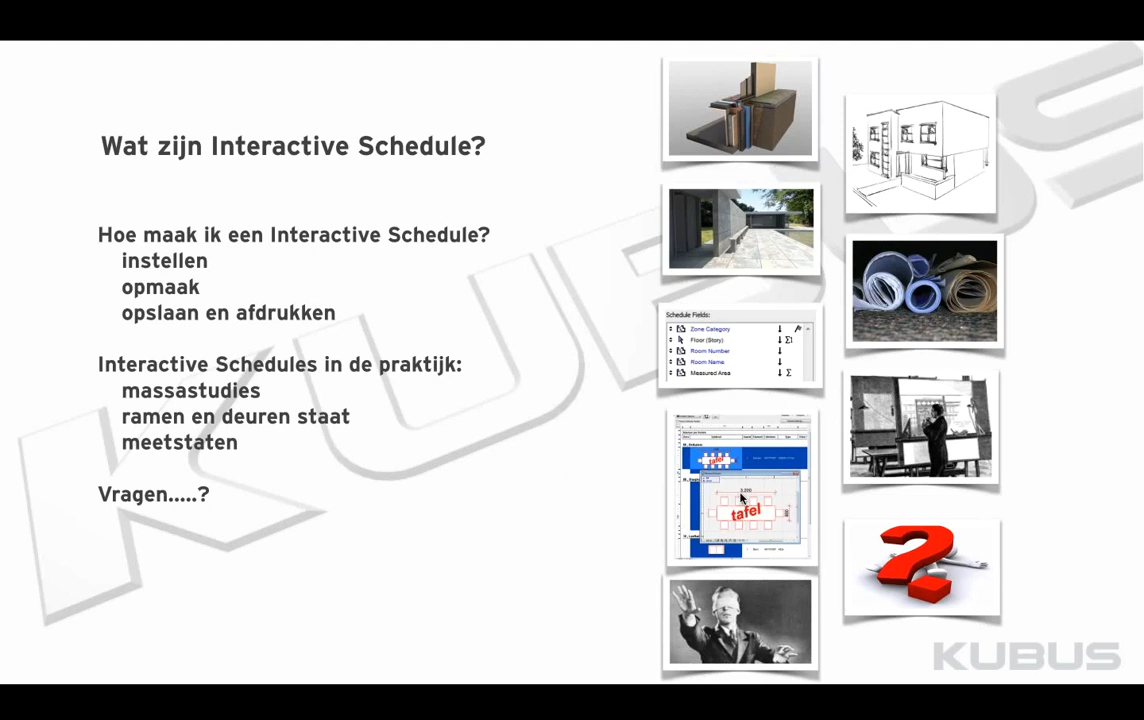 Wat zijn Interactive Schedule?
Hoe maak ik een Interactive Schedule?
instellen
opmaak
opslaan en afdrukken
Interactive Schedules in de praktijk:
massastudies
ramen en deuren staat
meetstaten
Vragen.....?
Schedule Fields:
Zone Category
Floor (Story)
Room Number
Room Name
Measured Area
tafel
tafel
KUBUS
KUBUS